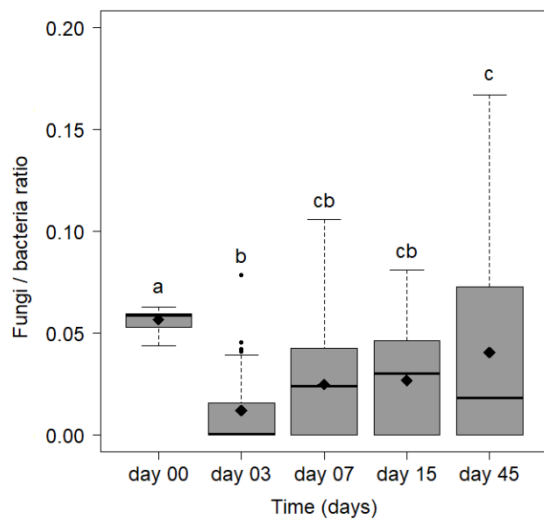 Fungi / bacteria ratio
0.20
0.15
0.10
0.05
0.00
a
b
cb
cb
c
day 00 day 03 day 07 day 15 day 45
Time (days)